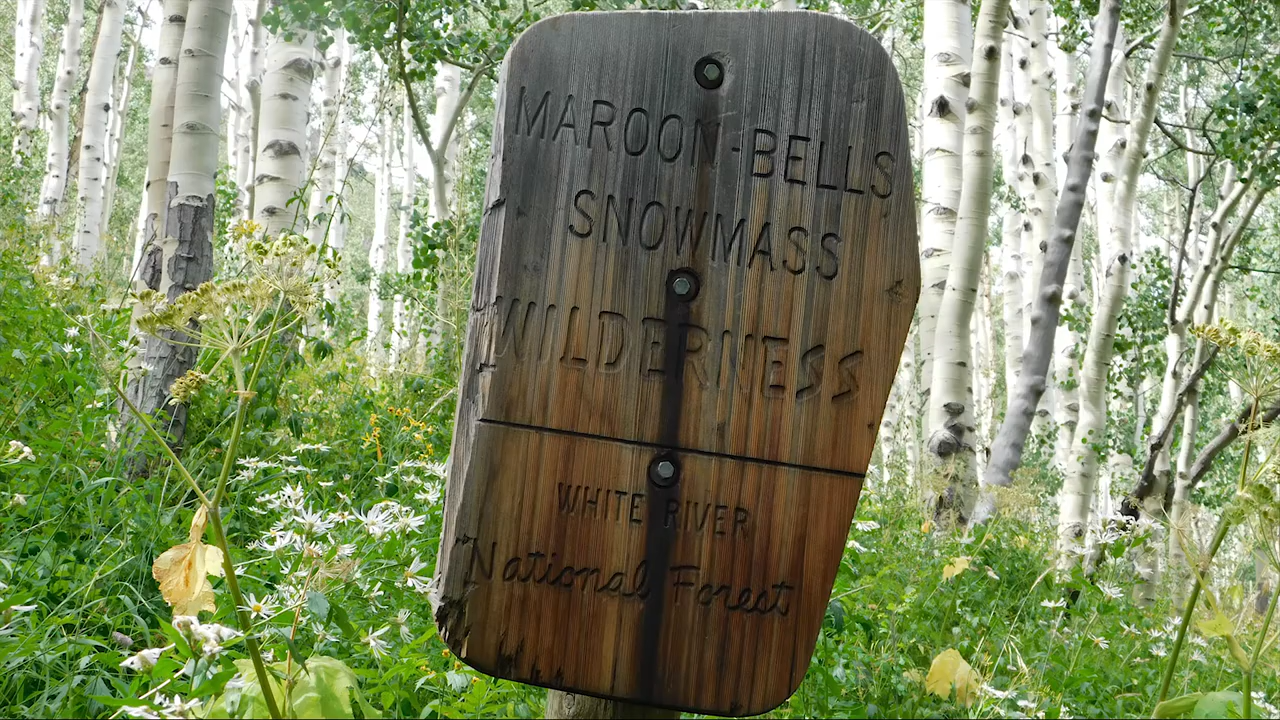 MAROON-BELLS
SNOWMASS
WILDERNESS
WHITE RIVER
National Forest